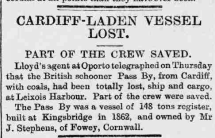 CARDIFF-LADEN VESSEL
LOST.
PART OF THE CREW SAVED.
Lloyd's agent at Oporto telegraphed on Thursday
that the British schooner Pass By, from Cardiff,
with coals, had been totally lost, ship and cargo,
at Leixois Harbour. Part of the crew were saved.
The Pass By was a vessel of 148 tons register,
built at Kingsbridge in 1862, and owned by Mr
J. Stephens, of Fowey, Cornwall.